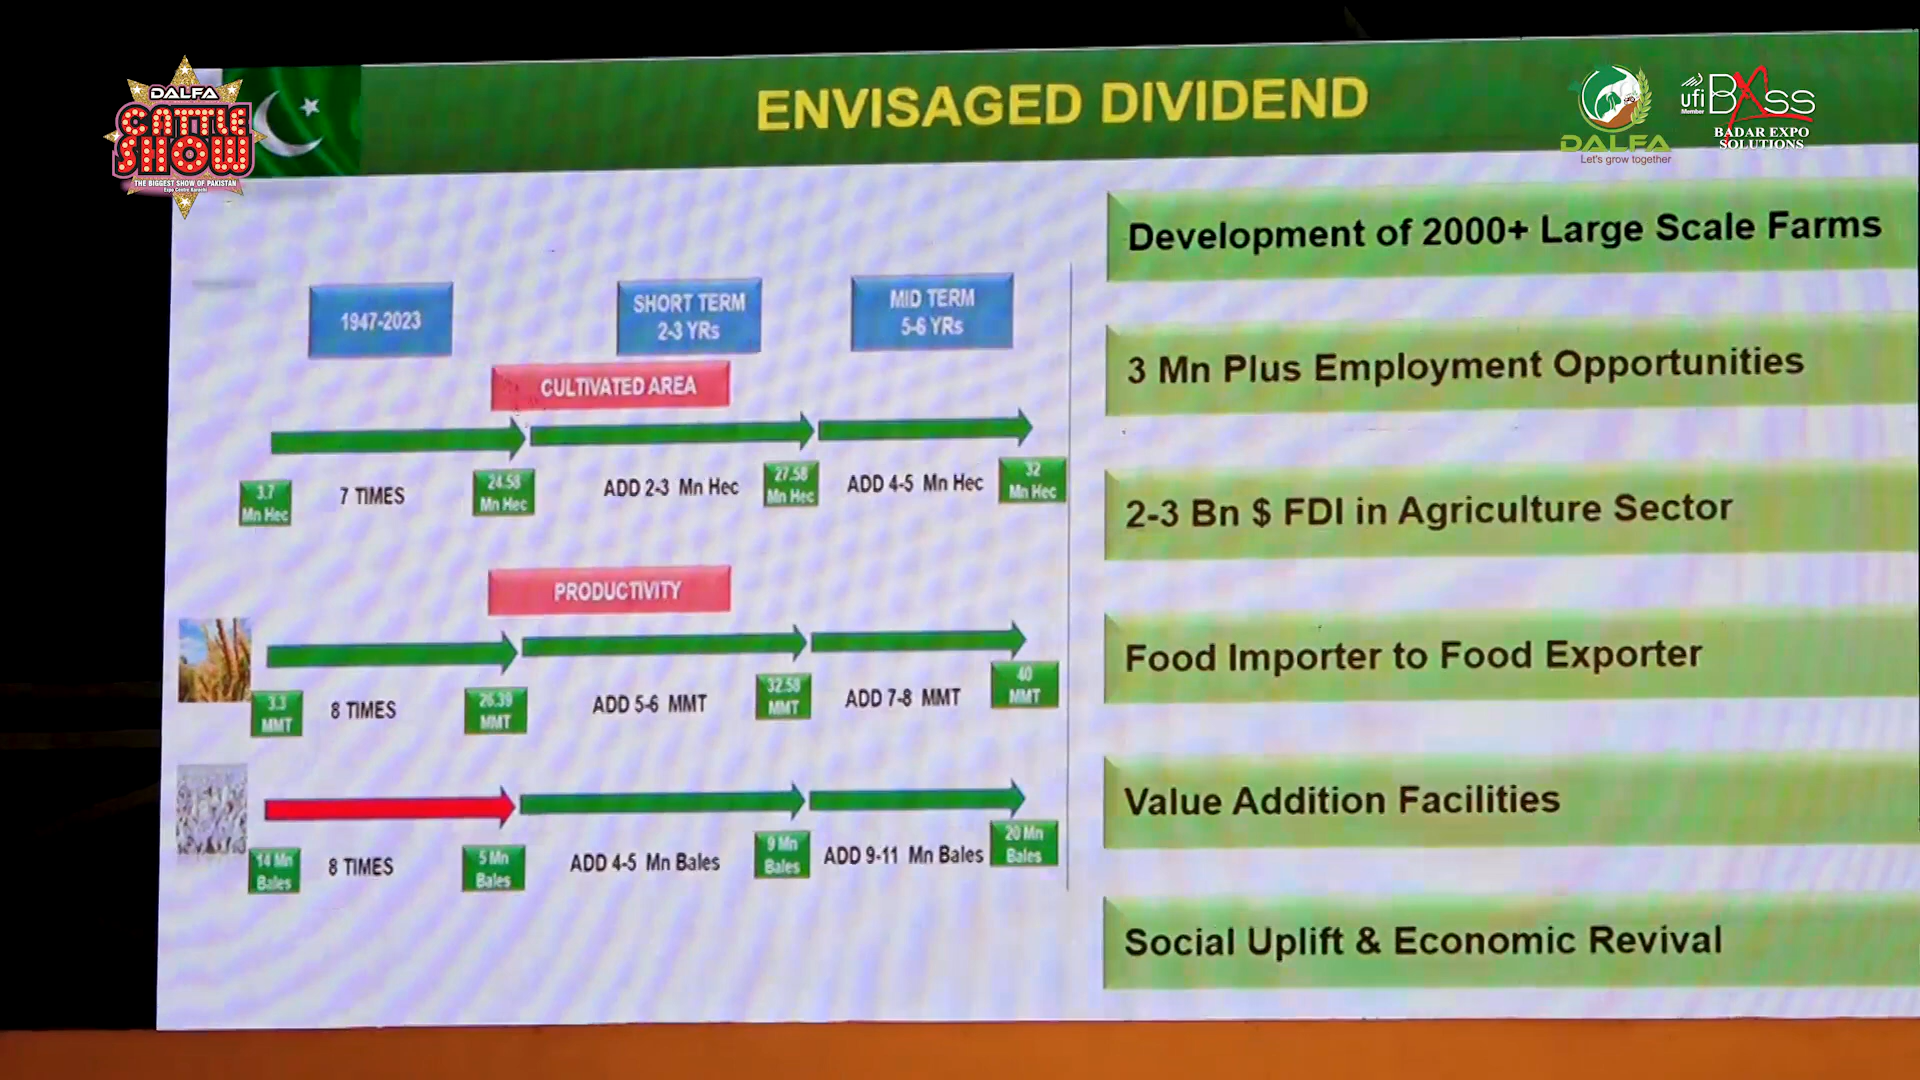 DALFA
CATTLE
SHOW
THE BIGGEST SHOW OF PAKISTAN
Expo Centre Karachi
ENVISAGED DIVIDEND
DALFA
Let's grow together
ufi
Member
BXSS
BADAR EXPO
SOLUTIONS
1947-2023
SHORT TERM
2-3 YRs
MID TERM
5-6 YRs
CULTIVATED AREA
3.7
Mn Hec
7 TIMES
24.58
Mn Hec
ADD 2-3 Mn Hec
27.58
Mn Hec
ADD 4-5 Mn Hec
32
Mn Hec
PRODUCTIVITY
3.3
MMT
8 TIMES
26.39
MMT
ADD 5-6 MMT
32.58
MMT
ADD 7-8 MMT
40
MMT
14 Mn
Bales
8 TIMES
5 Mn
Bales
ADD 4-5 Mn Bales
9 Mn
Bales
ADD 9-11 Mn Bales
20 Mn
Bales
Development of 2000+ Large Scale Farms
3 Mn Plus Employment Opportunities
2-3 Bn $ FDI in Agriculture Sector
Food Importer to Food Exporter
Value Addition Facilities
Social Uplift & Economic Revival